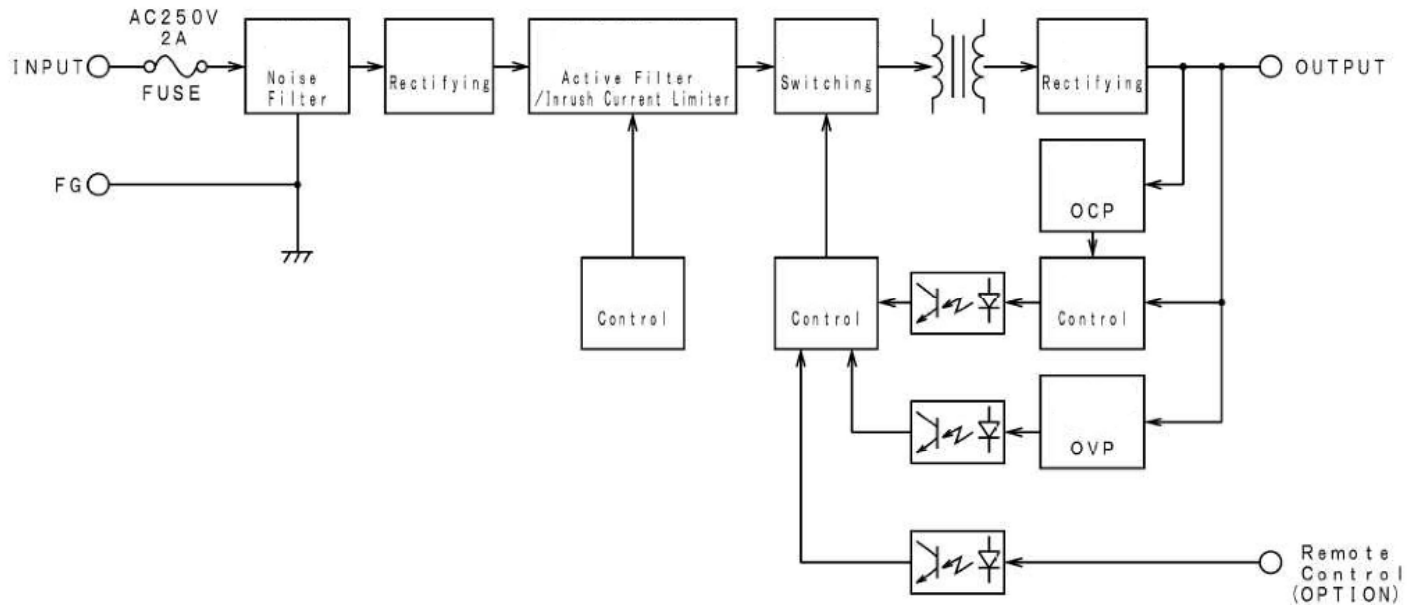 AC250V
2A
INPUT
FUSE
Noise
Filter
Rectifying
Active Filter
/Inrush Current Limiter
Switching
Rectifying
OUTPUT
FG
OCP
Control
Control
Control
OVP
Remote
Control
(OPTION)